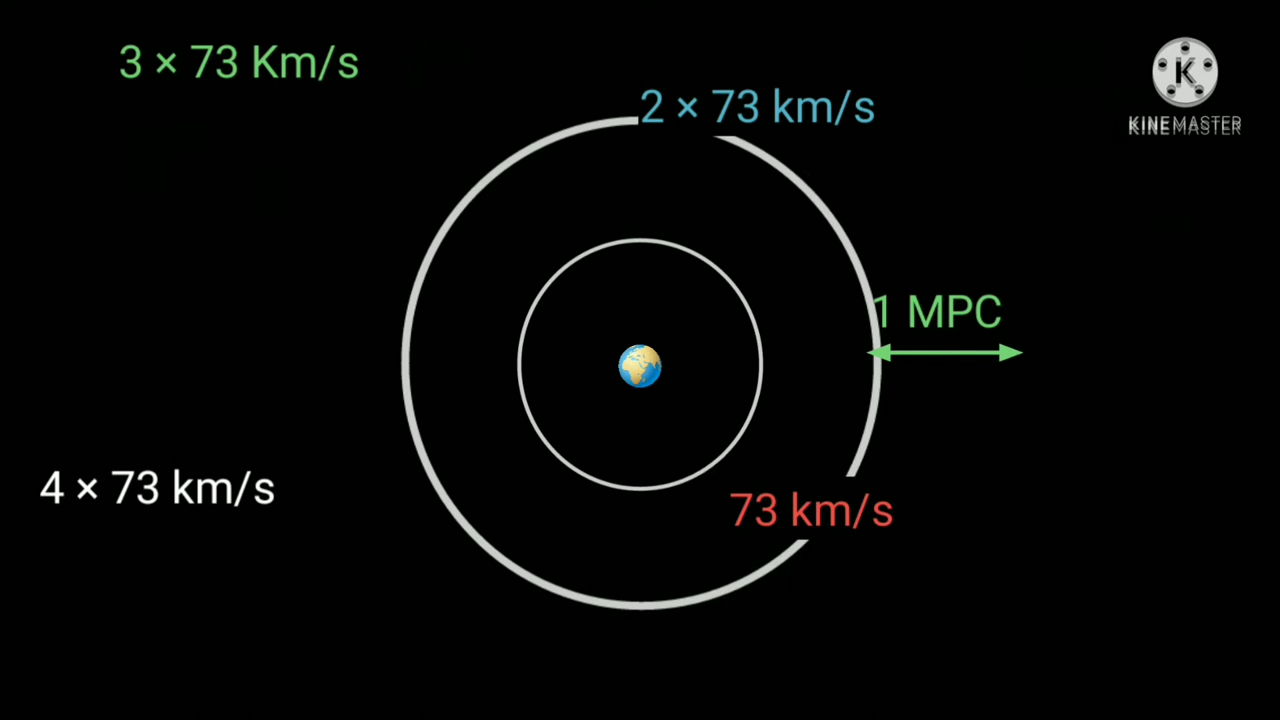 3 × 73 Km/s
2 × 73 km/s
KINEMASTER
1 MPC
4 × 73 km/s
73 km/s